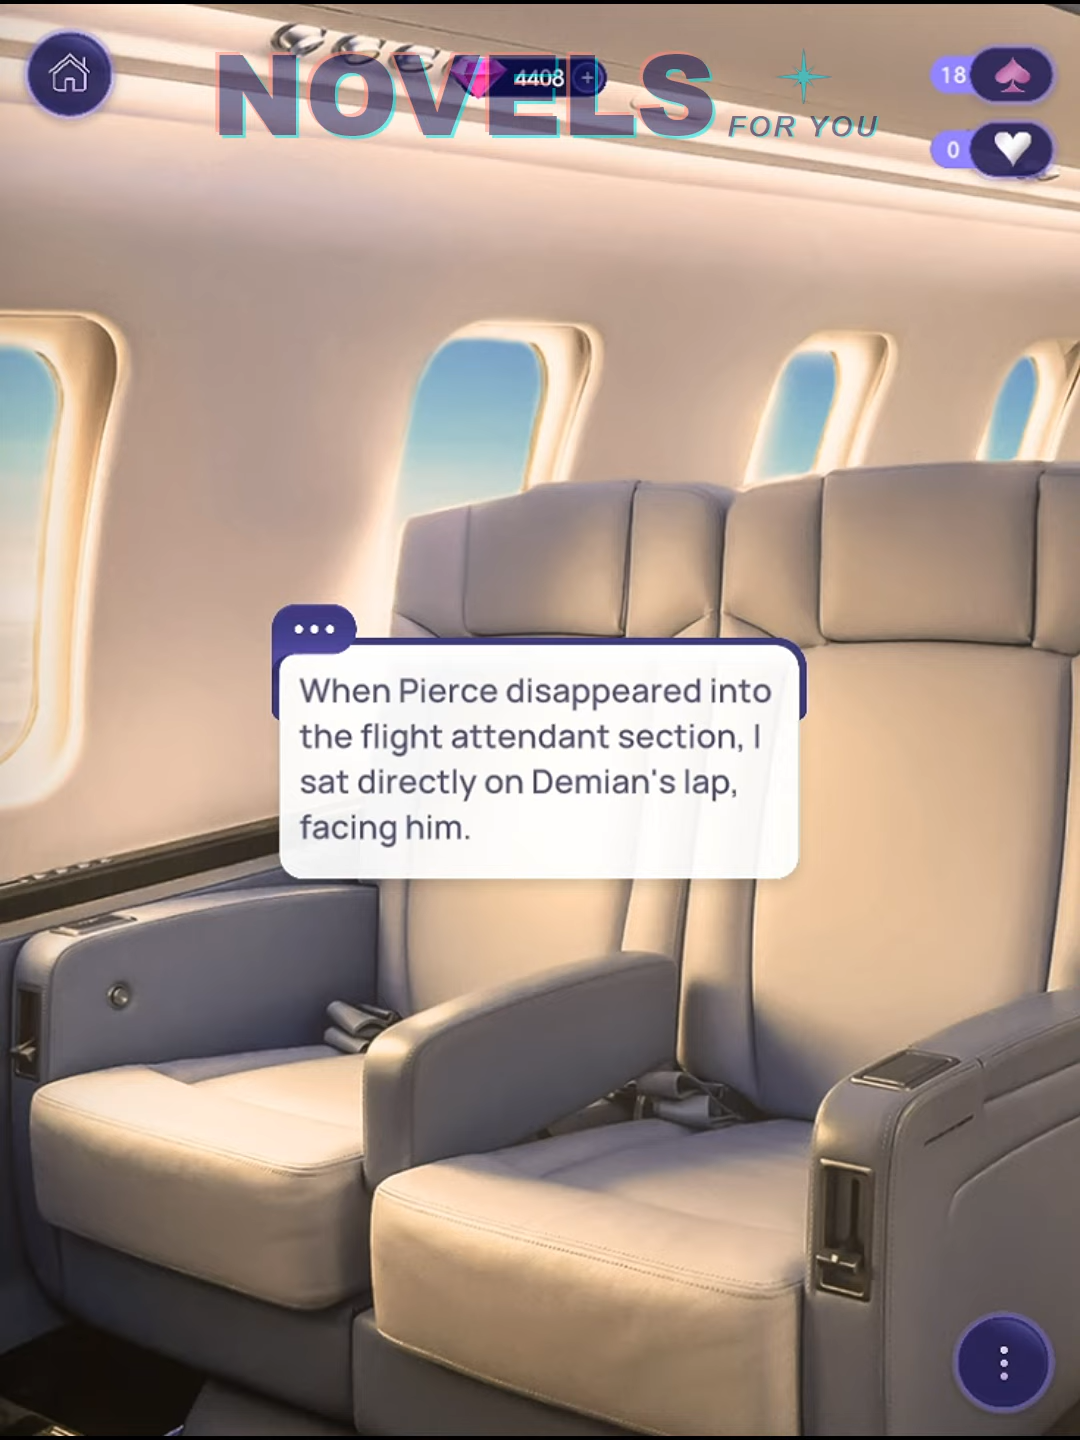 NOVELS
FOR YOU
4408
18
0
When Pierce disappeared into
the flight attendant section, I
sat directly on Demian's lap,
facing him.